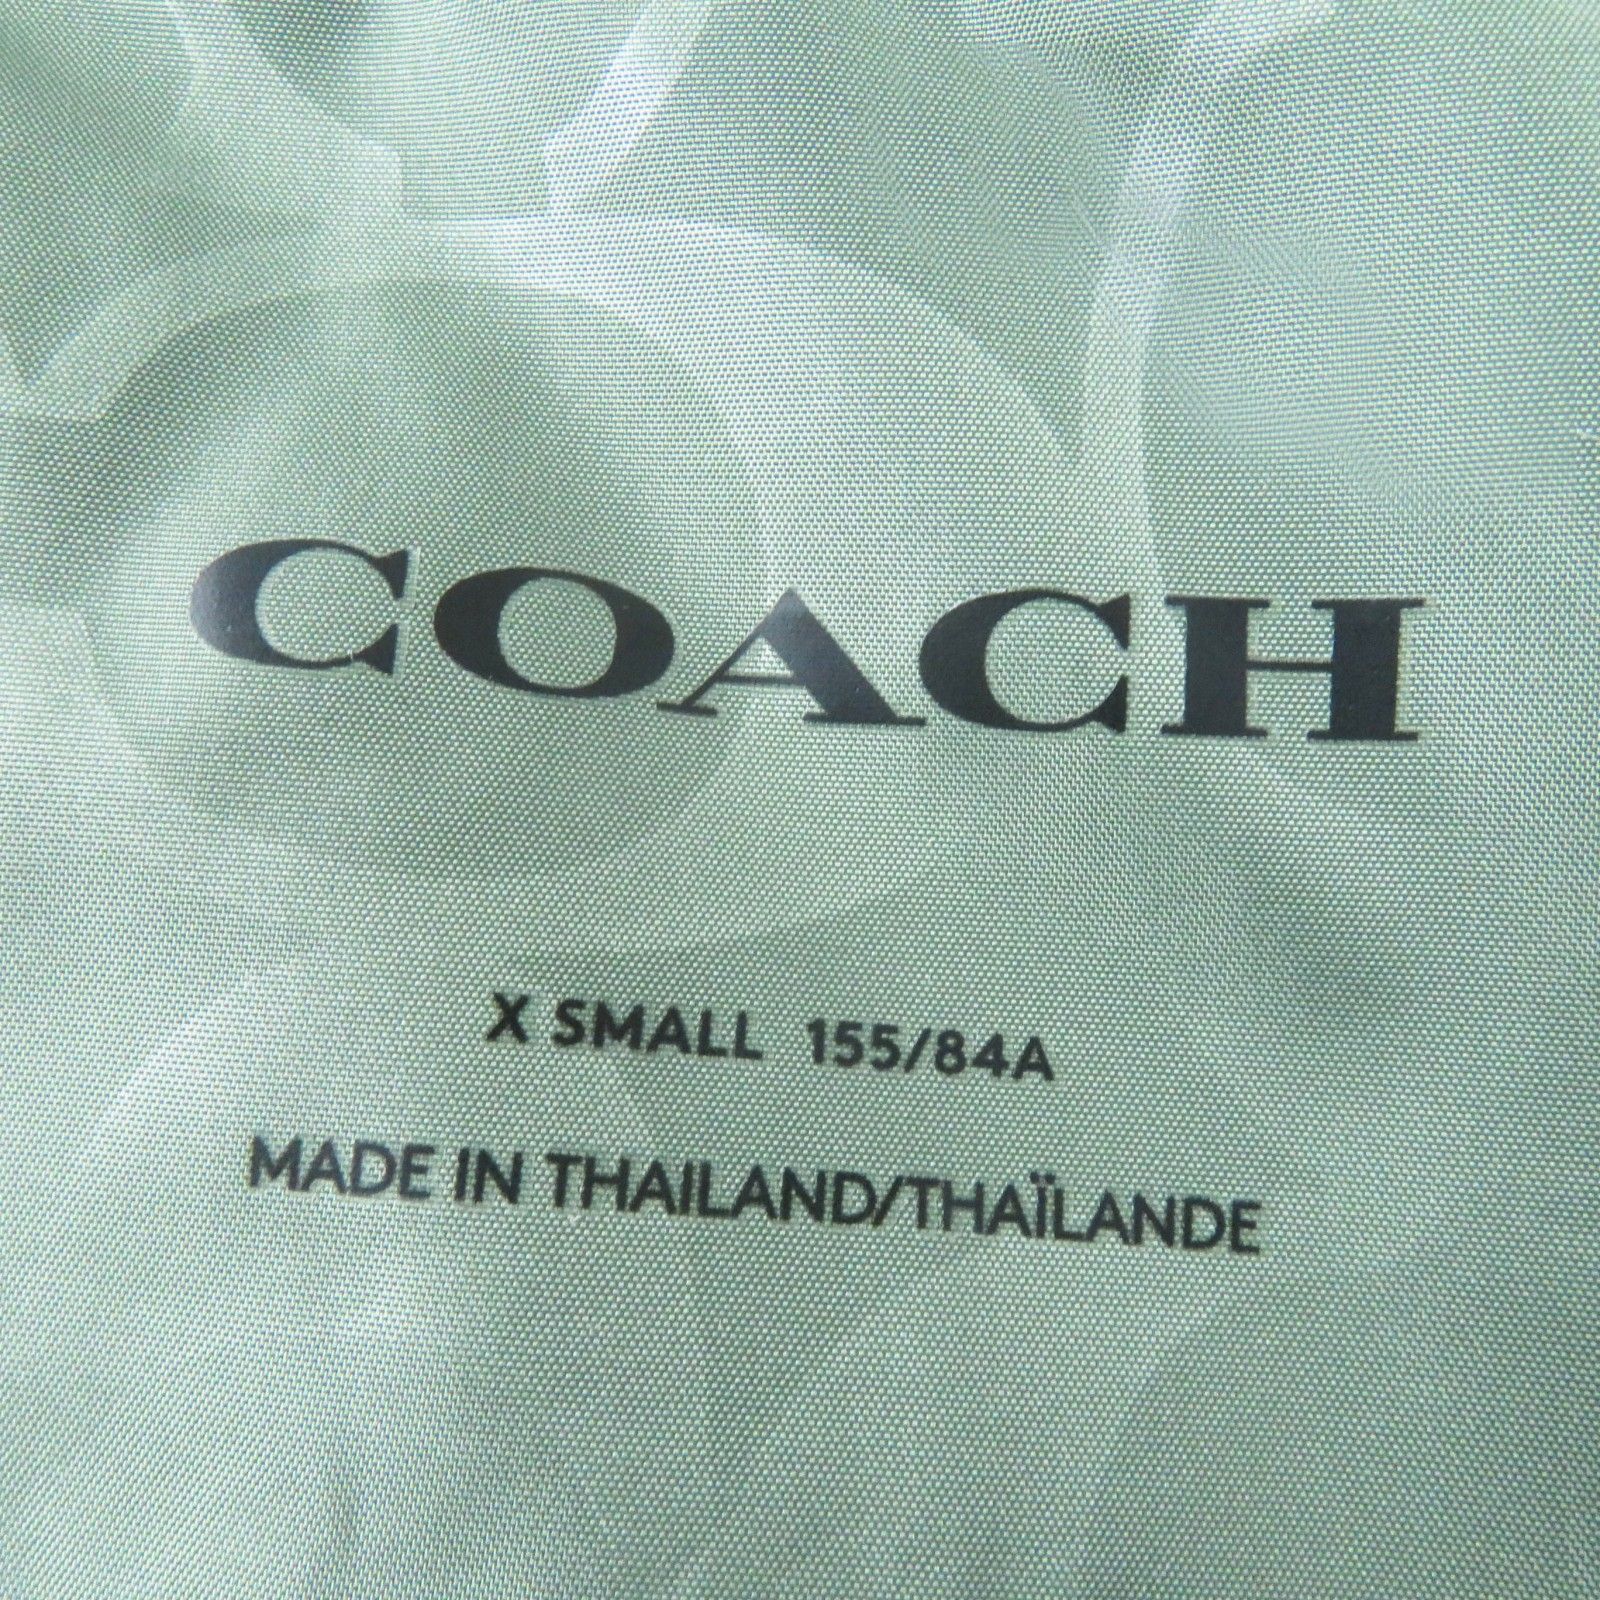 COACH
X SMALL 155/84A
MADE IN THAILAND/THAÏLANDE